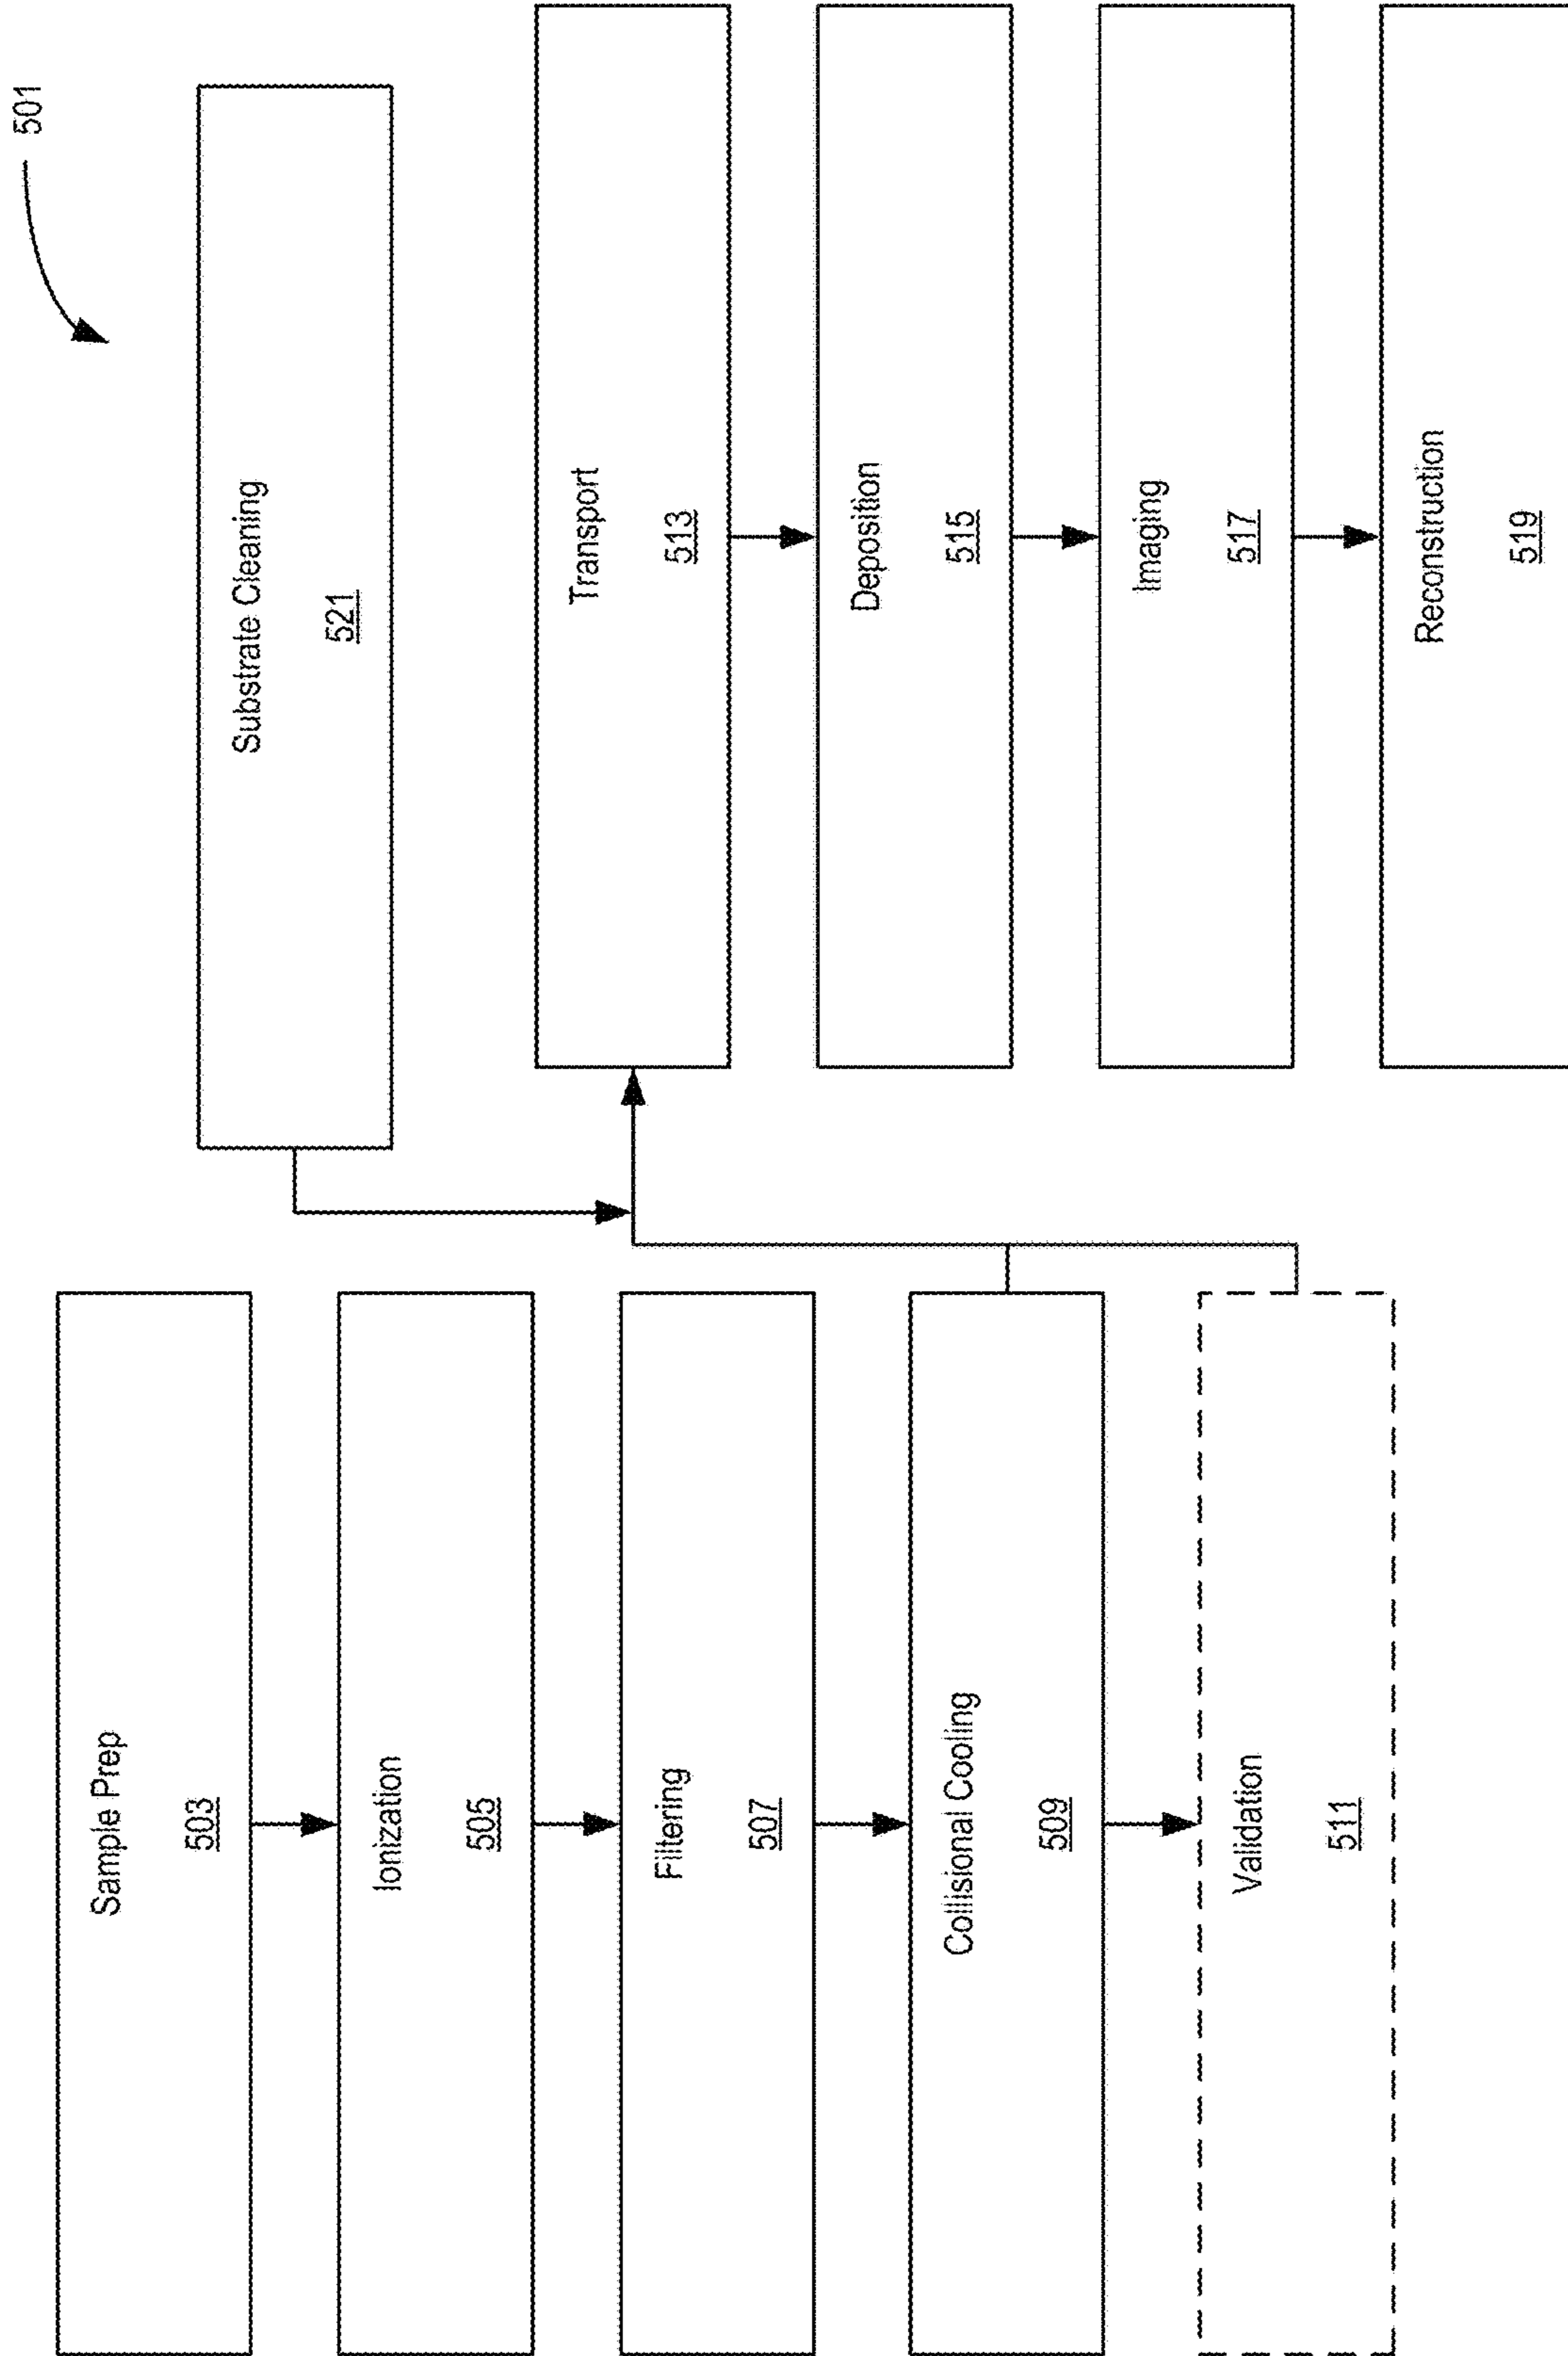 501
Sample Prep
503
Ionization
505
Filtering
507
Collisional Cooling
509
Validation
511
Substrate Cleaning
521
Transport
513
Deposition
515
Imaging
517
Reconstruction
519